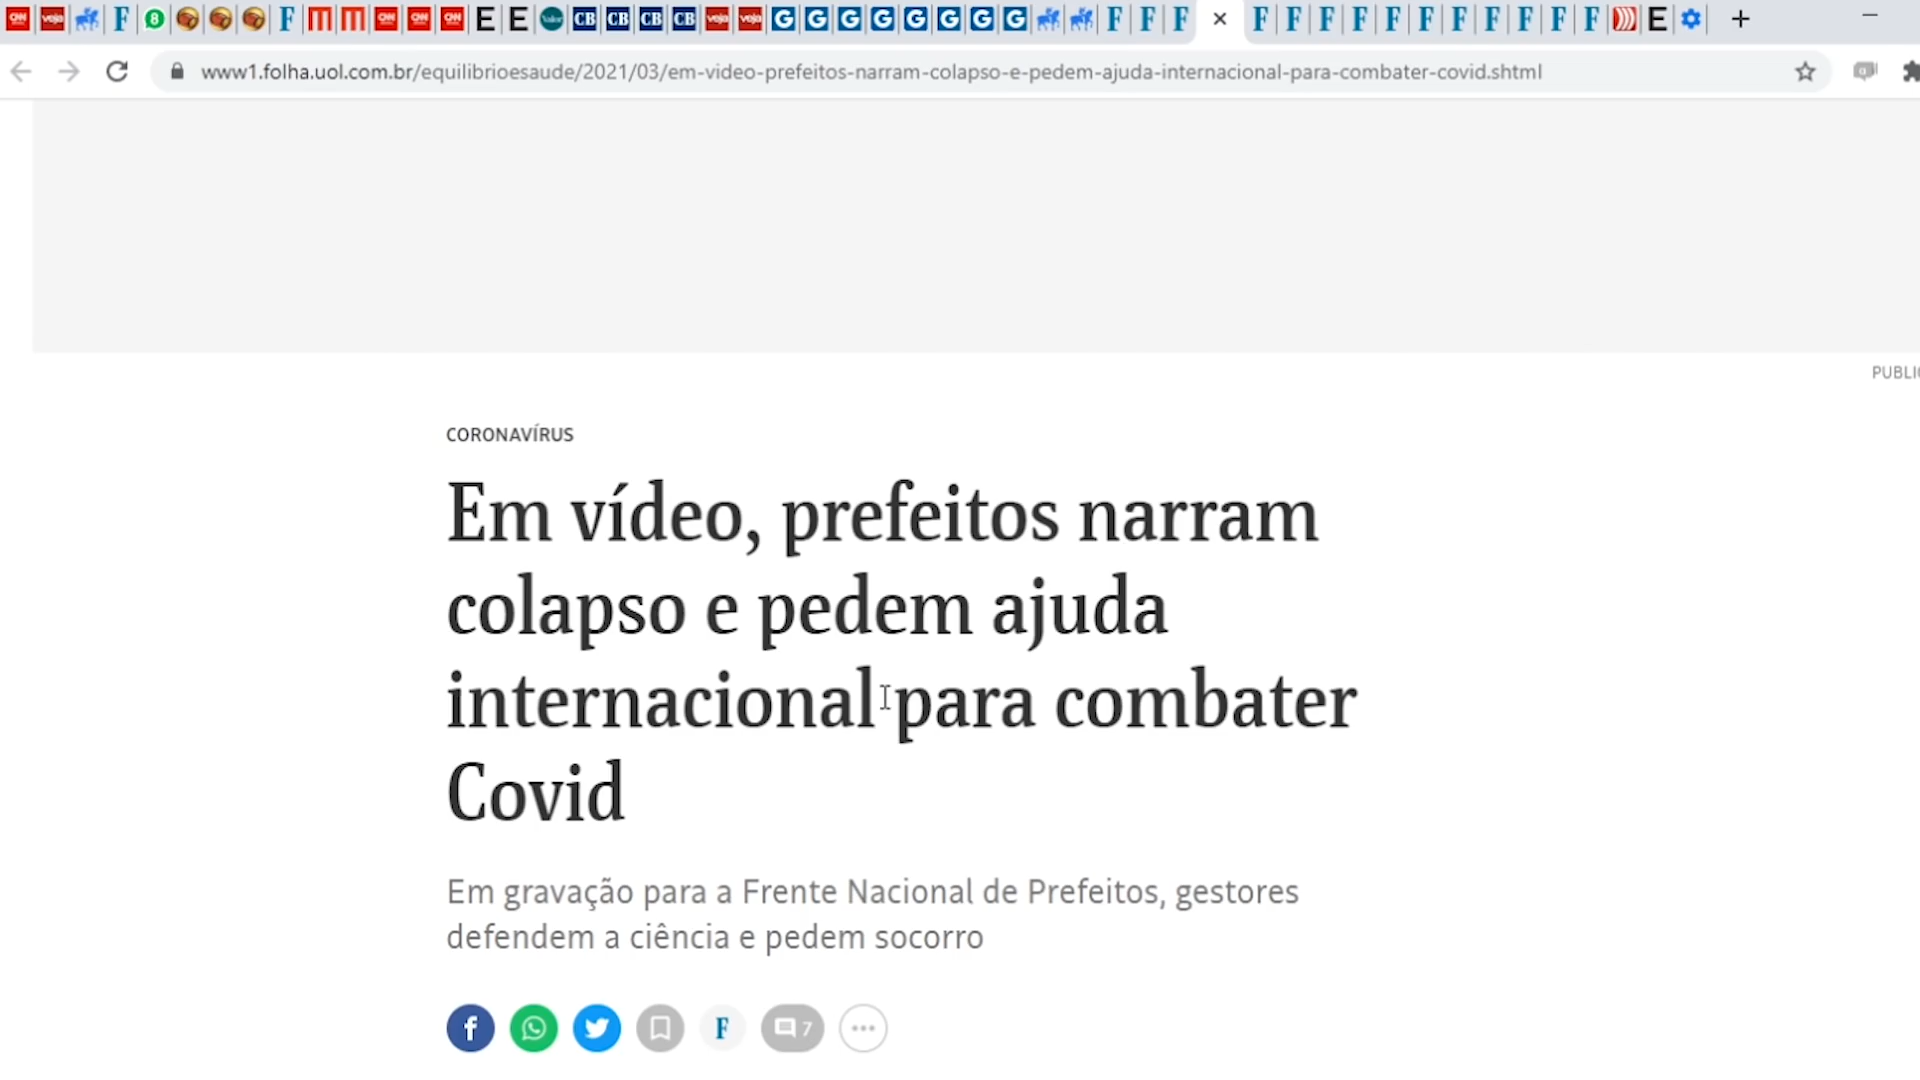 www1.folha.uol.com.br/equilibrioesaude/2021/03/em-video-prefeitos-narram-colapso-e-pedem-ajuda-internacional-para-combater-covid.shtml
PUBLIC
CORONAVÍRUS
Em vídeo, prefeitos narram
colapso e pedem ajuda
internacional para combater
Covid
Em gravação para a Frente Nacional de Prefeitos, gestores
defendem a ciência e pedem socorro
F 7